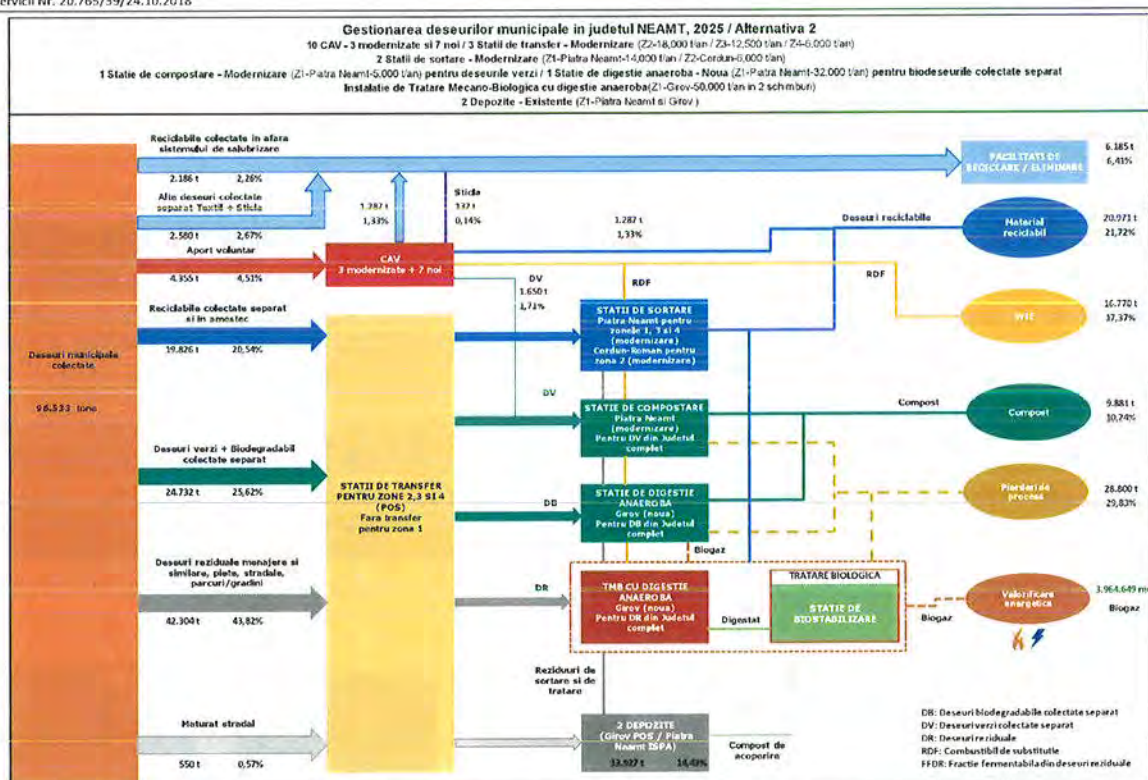 Gestionarea deseurilor municipale in judetul NEAMT, 2025 / Alternativa 2
10 CAV - 3 modernizate si 7 noi / 3 Statii de transfer - Modernizare (Z2-18,000 t/an / Z3-12,500 t/an / Z4-6,000 t/an)
2 Statii de sortare - Modernizare (Z1-Piatra Neamt-14,000 t/an / Z2-Cordun-6,000 t/an)
1 Statie de compostare - Modernizare (Z1-Piatra Neamt-5,000 t/an) pentru deseurile verzi / 1 Statie de digestie anaeroba - Noua (Z1-Piatra Neamt-32,000 t/an) pentru biodeseurile colectate separat
Instalatie de Tratare Mecano-Biologica cu digestie anaeroba(Z1-Girov-50,000 t/an in 2 schimburi)
2 Depozite - Existente (Z1-Piatra Neamt si Girov )
Reciclabile colectate in afara
sistemului de salubrizare
2.186 t 2,26%
Alte deseuri colectate
separat Textil + Sticla
2.580 t 2,67%
Aport voluntar
4.355 t 4,51%
Reciclabile colectate separat
si in amestec
19.826 t 20,54%
Deseuri municipale
colectate
96.533 tone
Deseuri verzi + Biodegradabil
colectate separat
24.732 t 25,62%
Deseuri reziduale menajere si
similare, piete, stradale,
parcuri/gradini
42.304 t 43,82%
Maturat stradal
550 t 0,57%
1.287 t
1,33%
Sticla
137 t
0,14%
CAV
3 modernizate + 7 noi
DV
1.650 t
1,71%
STATII DE TRANSFER
PENTRU ZONE 2,3 SI 4
(POS)
Fara transfer
pentru zona 1
1.287 t
1,33%
RDF
STATII DE SORTARE
Piatra Neamt pentru
zonele 1, 3 si 4
(modernizare)
Cordun-Roman pentru
zona 2 (modernizare)
DV
STATIE DE COMPOSTARE
Piatra Neamt
(modernizare)
Pentru DV din Judetul
complet
DB
STATIE DE DIGESTIE
ANAEROBA
Girov (noua)
Pentru DB din Judetul
complet
Biogaz
DR
TMB CU DIGESTIE
ANAEROBA
Girov (noua)
Pentru DR din Judetul
complet
Digestat
TRATARE BIOLOGICA
STATIE DE
BIOSTABILIZARE
Biogaz
Reziduuri de
sortare si de
tratare
2 DEPOZITE
(Girov POS / Piatra
Neamt ISPA)
13.927 t 14,43%
Compost de
acoperire
Deseuri reciclabile
RDF
Compost
FACILITATI DE
RECICLARE / ELIMINARE
6.185 t
6,41%
Material
reciclabil
20.971 t
21,72%
WTE
16.770 t
17,37%
Compost
9.881 t
10,24%
Pierderi de
proces
28.800 t
29,83%
Valorificare
energetica
3.964.649 mc
Biogaz
DB: Deseuri biodegradabile colectate separat
DV: Deseuri verzi colectate separat
DR: Deseuri reziduale
RDF: Combustibil de substitutie
FFDR: Fractie fermentabila din deseuri reziduale